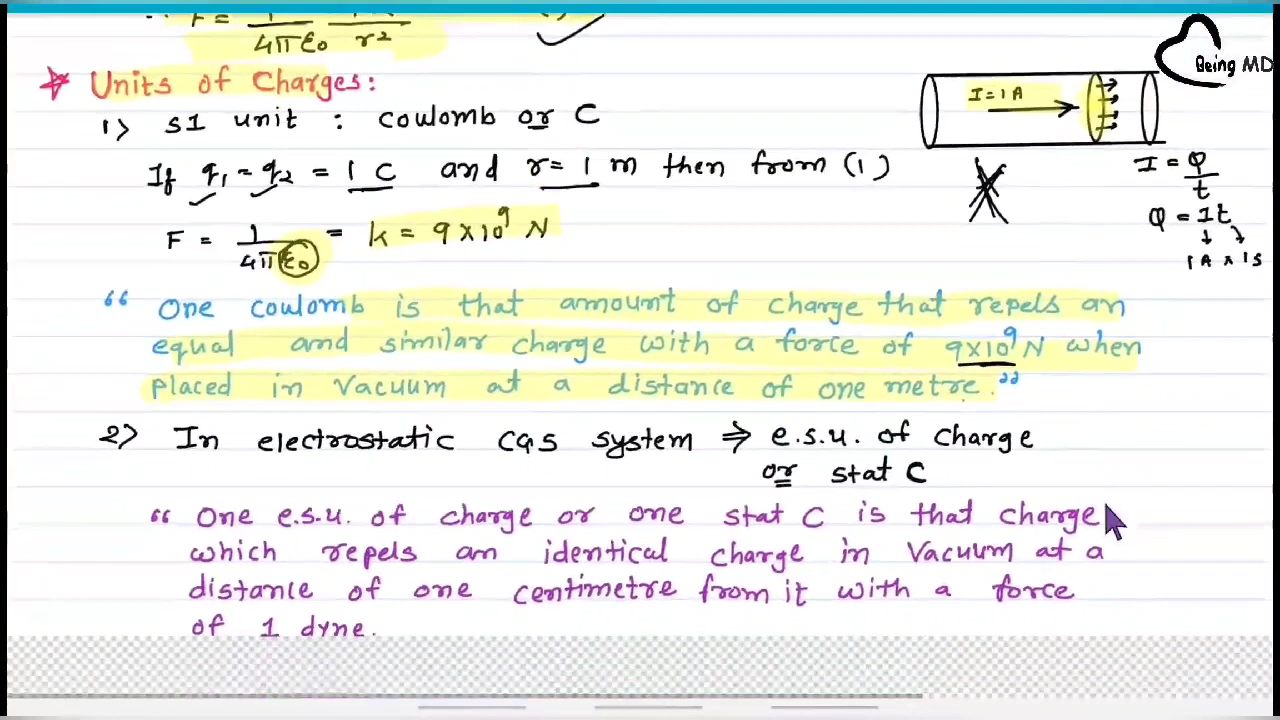 4πε₀ r²
Units of Charges:
1) SI unit : coulomb or C
If q₁ = q₂ = 1 C and r = 1 m then from (1)
F = 1/4πε₀ = k = 9×10⁹ N
“ One coulomb is that amount of charge that repels an
equal and similar charge with a force of 9×10⁹ N when
placed in vacuum at a distance of one metre.”
2) In electrostatic CGS system ⇒ e.s.u. of charge
or stat C
“ One e.s.u. of charge or one stat C is that charge
which repels an identical charge in vacuum at a
distance of one centimetre from it with a force
of 1 dyne.
Being MD
I = 1 A
I = Q/t
Q = It
1A × 1s